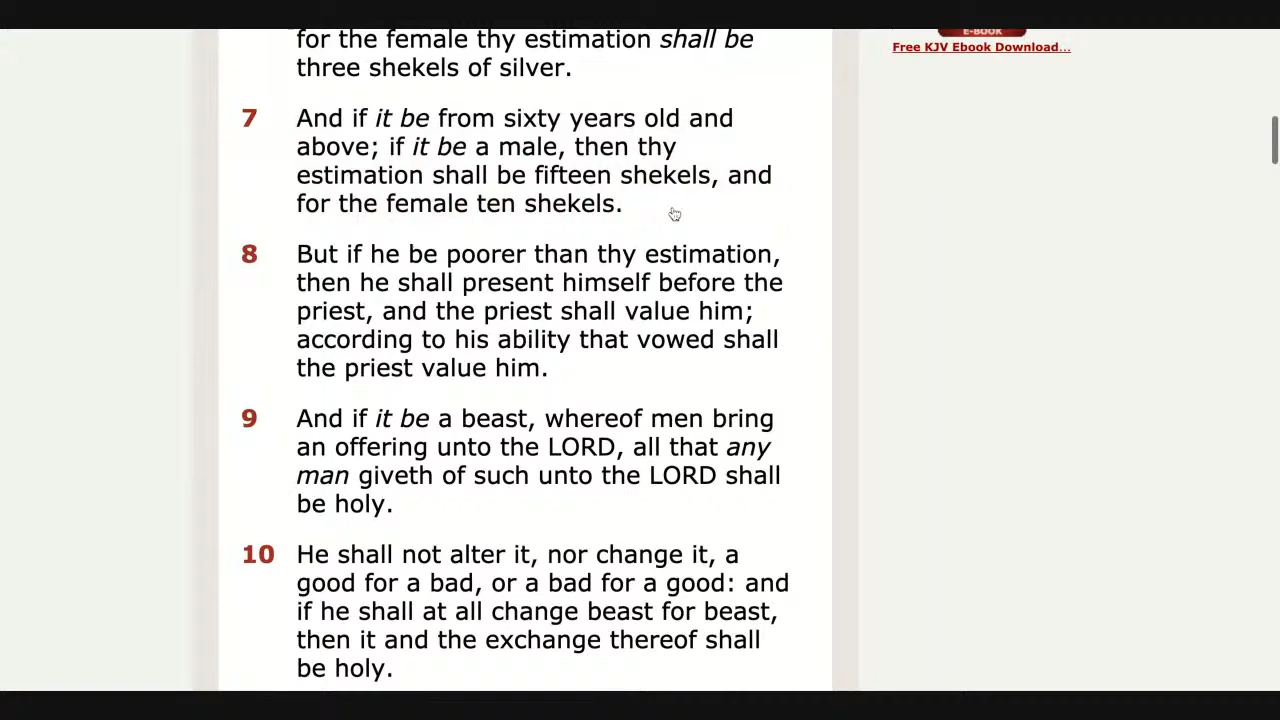 for the female thy estimation shall be
three shekels of silver.
7 And if it be from sixty years old and
above; if it be a male, then thy
estimation shall be fifteen shekels, and
for the female ten shekels.
8 But if he be poorer than thy estimation,
then he shall present himself before the
priest, and the priest shall value him;
according to his ability that vowed shall
the priest value him.
9 And if it be a beast, whereof men bring
an offering unto the LORD, all that any
man giveth of such unto the LORD shall
be holy.
10 He shall not alter it, nor change it, a
good for a bad, or a bad for a good: and
if he shall at all change beast for beast,
then it and the exchange thereof shall
be holy.
E-BOOK
Free KJV Ebook Download...